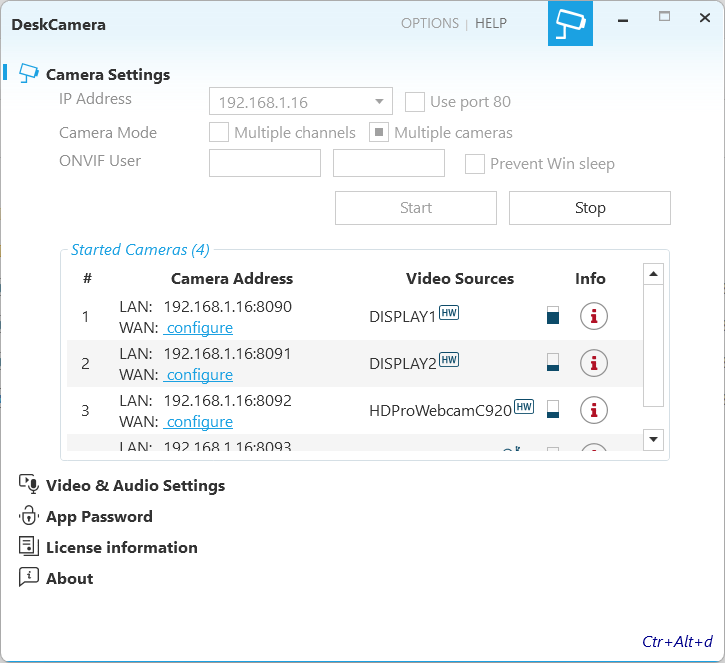 DeskCamera OPTIONS | HELP
Camera Settings
IP Address 192.168.1.16 Use port 80
Camera Mode Multiple channels Multiple cameras
ONVIF User Prevent Win sleep
Start Stop
Started Cameras (4)
# Camera Address Video Sources Info
1 LAN: 192.168.1.16:8090 DISPLAY1 HW
WAN: configure
2 LAN: 192.168.1.16:8091 DISPLAY2 HW
WAN: configure
3 LAN: 192.168.1.16:8092 HDProWebcamC920 HW
WAN: configure
LAN: 192.168.1.16:8093
Video & Audio Settings
App Password
License information
About
Ctr+Alt+d